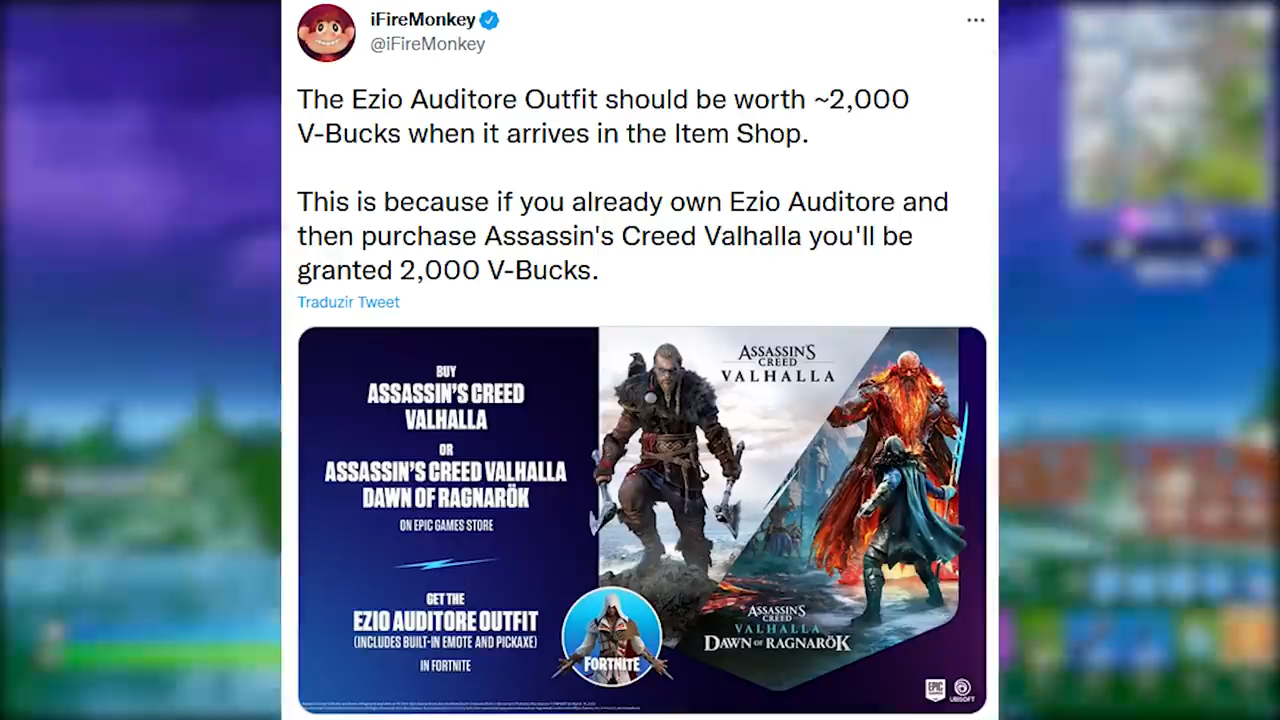 iFireMonkey
@iFireMonkey
The Ezio Auditore Outfit should be worth ~2,000
V-Bucks when it arrives in the Item Shop.
This is because if you already own Ezio Auditore and
then purchase Assassin's Creed Valhalla you'll be
granted 2,000 V-Bucks.
Traduzir Tweet
BUY
ASSASSIN'S CREED
VALHALLA
OR
ASSASSIN'S CREED VALHALLA
DAWN OF RAGNARÖK
ON EPIC GAMES STORE
GET THE
EZIO AUDITORE OUTFIT
(INCLUDES BUILT-IN EMOTE AND PICKAXE)
IN FORTNITE
FORTNITE
ASSASSIN'S
CREED
VALHALLA
ASSASSIN'S
CREED
VALHALLA
DAWN OF RAGNARÖK
EPIC
GAMES
UBISOFT